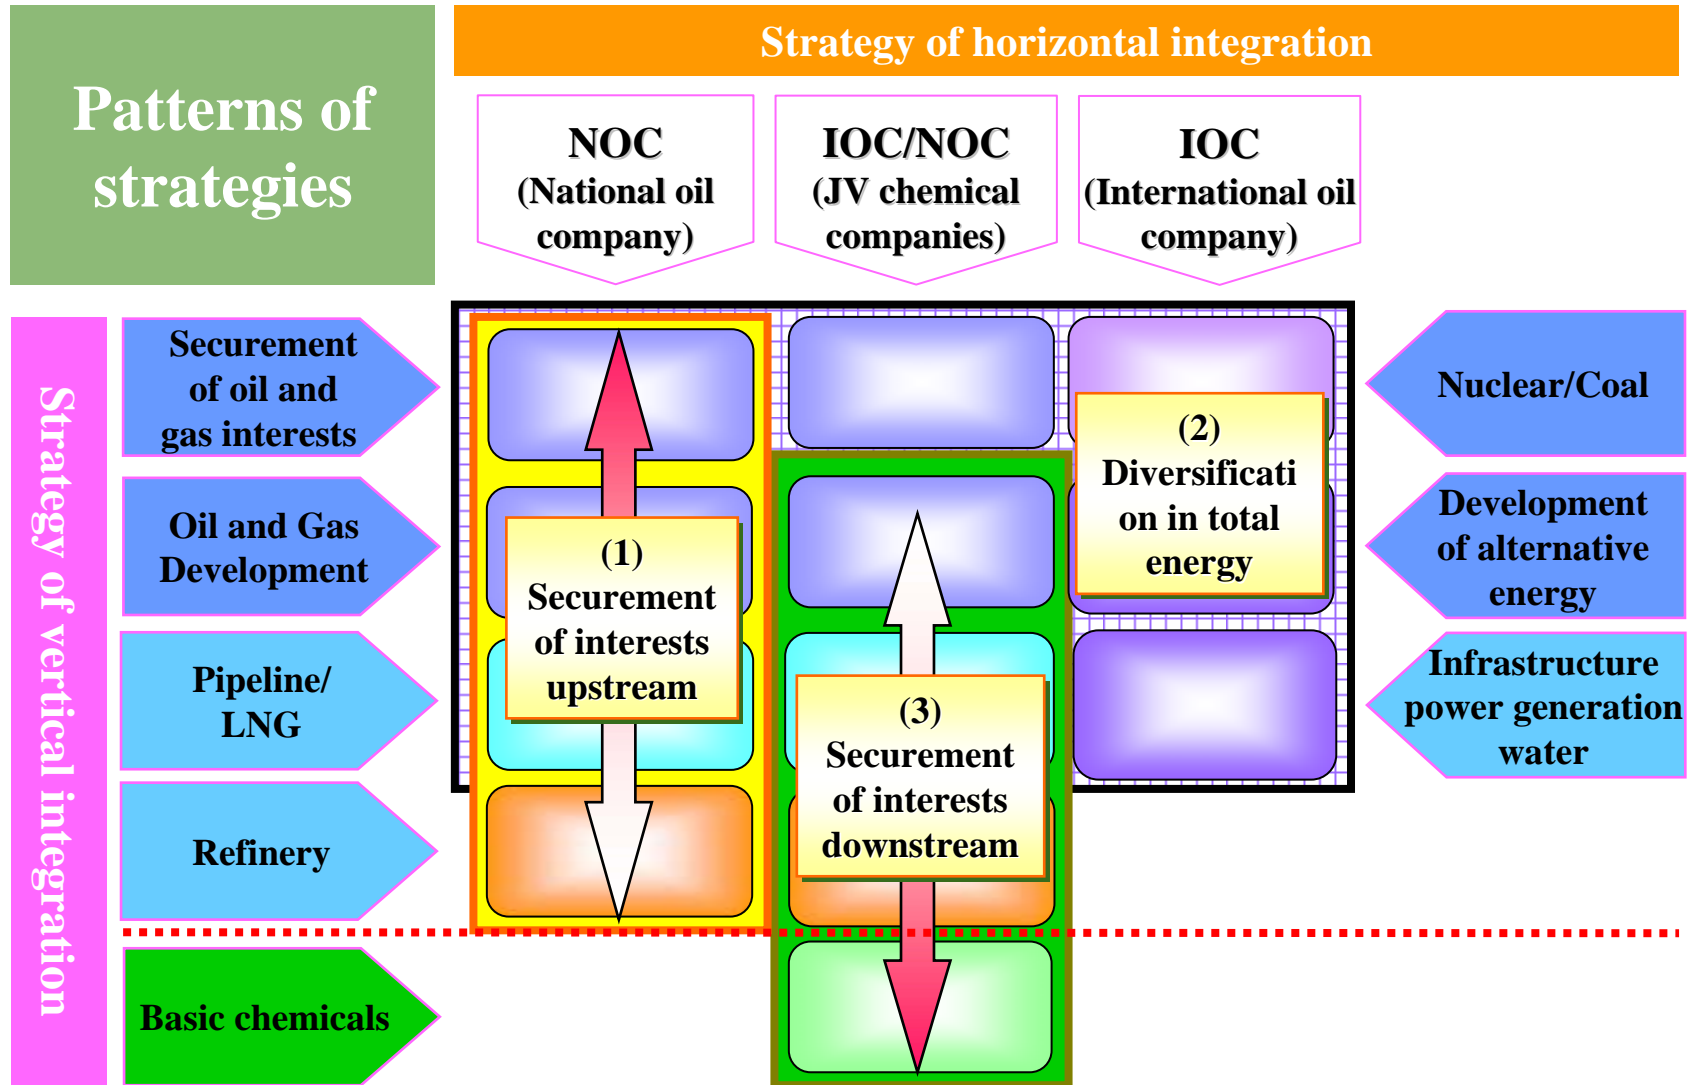 Patterns of
strategies
Strategy of horizontal integration
NOC
(National oil
company)
IOC/NOC
(JV chemical
companies)
IOC
(International oil
company)
Strategy of vertical integration
Securement
of oil and
gas interests
Oil and Gas
Development
Pipeline/
LNG
Refinery
Basic chemicals
(1)
Securement
of interests
upstream
(2)
Diversificati
on in total
energy
(3)
Securement
of interests
downstream
Nuclear/Coal
Development
of alternative
energy
Infrastructure
power generation
water